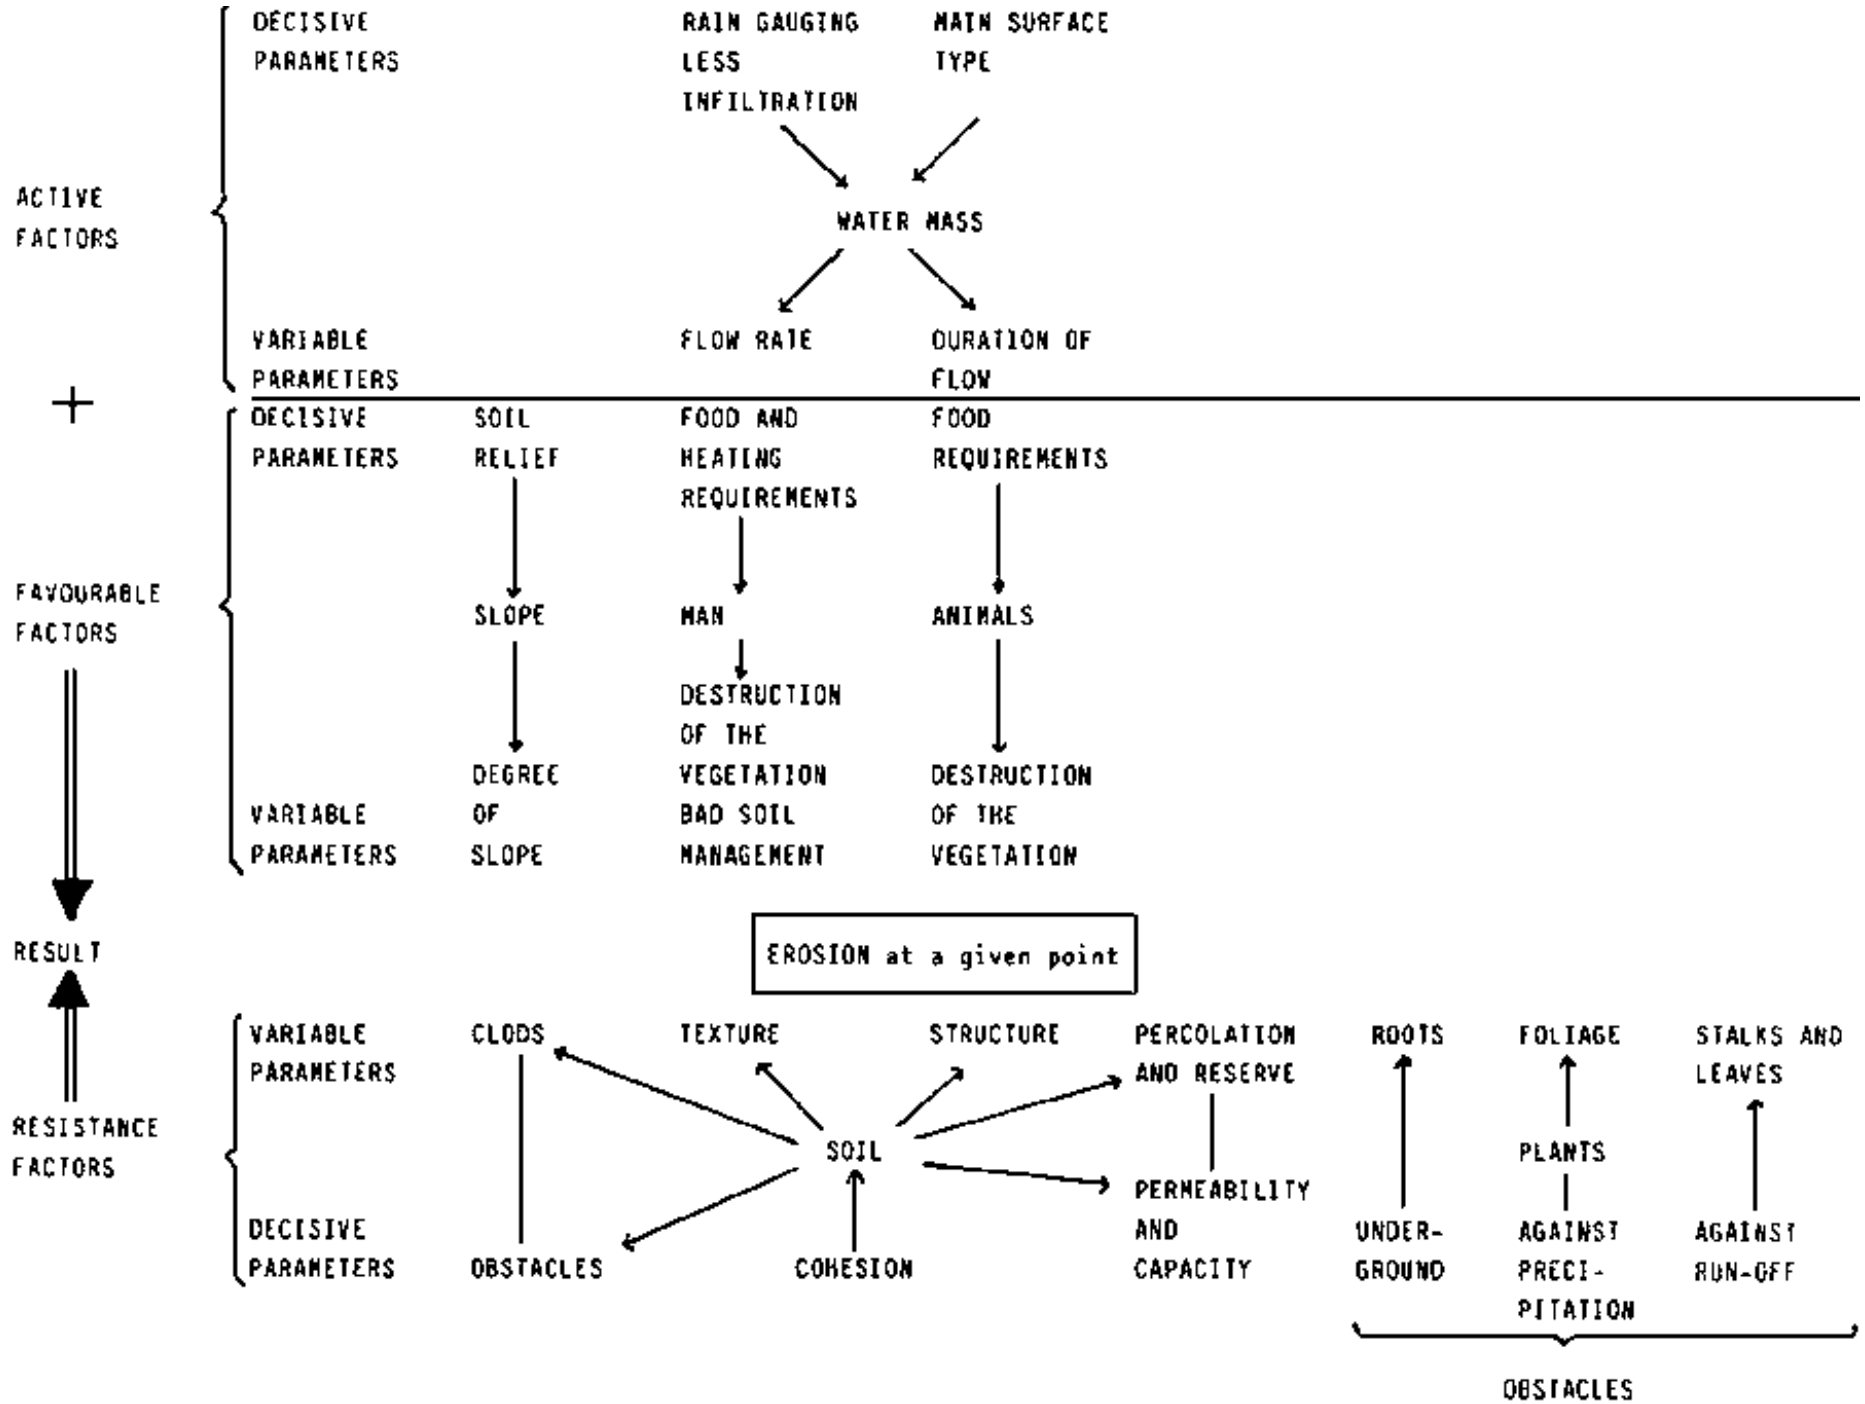 DECISIVE PARAMETERS
RAIN GAUGING LESS INFILTRATION
MAIN SURFACE TYPE
ACTIVE FACTORS
WATER MASS
VARIABLE PARAMETERS
FLOW RATE
DURATION OF FLOW
+
DECISIVE PARAMETERS
SOIL RELIEF
FOOD AND HEATING REQUIREMENTS
FOOD REQUIREMENTS
FAVOURABLE FACTORS
SLOPE
MAN
ANIMALS
VARIABLE PARAMETERS
DEGREE OF SLOPE
DESTRUCTION OF THE VEGETATION BAD SOIL MANAGEMENT
DESTRUCTION OF THE VEGETATION
RESULT
EROSION at a given point
VARIABLE PARAMETERS
CLODS
TEXTURE
STRUCTURE
PERCOLATION AND RESERVE
ROOTS
FOLIAGE
STALKS AND LEAVES
RESISTANCE FACTORS
SOIL
PLANTS
DECISIVE PARAMETERS
OBSTACLES
COHESION
PERMEABILITY AND CAPACITY
UNDER-GROUND
AGAINST PRECI-PITATION
AGAINST RUN-OFF
OBSTACLES